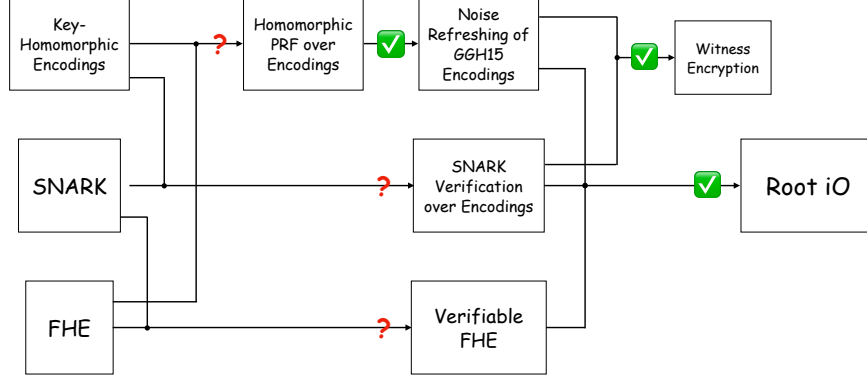 Key-
Homomorphic
Encodings
?
Homomorphic
PRF over
Encodings
Noise
Refreshing of
GGH15
Encodings
Witness
Encryption
SNARK
?
SNARK
Verification
over Encodings
Root iO
FHE
?
Verifiable
FHE